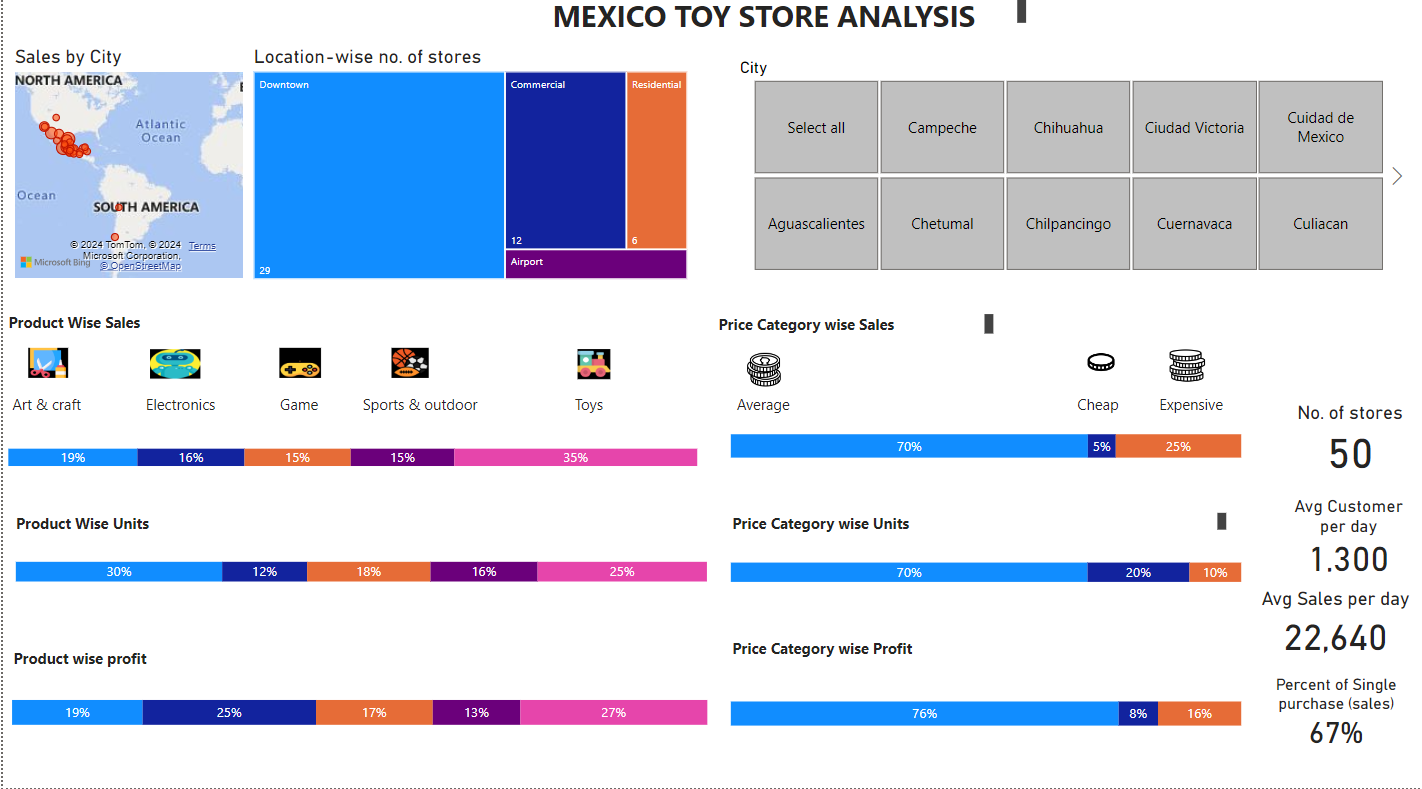 MEXICO TOY STORE ANALYSIS
Sales by City
NORTH AMERICA
E
Atlantic
Ocean
Ocean
SOUTH AMERICA
© 2024 TomTom, © 2024
Microsoft Corporation,
© OpenStreetMap
Terms
Microsoft Bing
Location-wise no. of stores
Downtown
29
Commercial
12
Residential
6
Airport
City
Select all
Campeche
Chihuahua
Ciudad Victoria
Cuidad de
Mexico
Aguascalientes
Chetumal
Chilpancingo
Cuernavaca
Culiacan
Product Wise Sales
Art & craft
Electronics
Game
Sports & outdoor
Toys
19%
16%
15%
15%
35%
Product Wise Units
30%
12%
18%
16%
25%
Product wise profit
19%
25%
17%
13%
27%
Price Category wise Sales
Average
Cheap
Expensive
70%
5%
25%
Price Category wise Units
70%
20%
10%
Price Category wise Profit
76%
8%
16%
No. of stores
50
Avg Customer
per day
1,300
Avg Sales per day
22,640
Percent of Single
purchase (sales)
67%